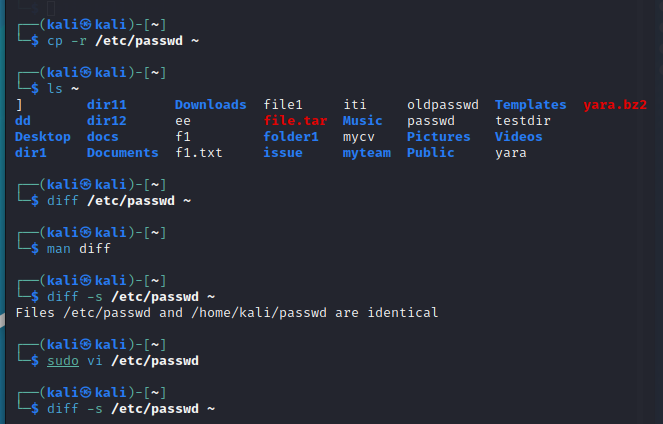 ┌──(kali㉿kali)-[~]
└─$ cp -r /etc/passwd ~
┌──(kali㉿kali)-[~]
└─$ ls ~
] dir11 Downloads file1 iti oldpasswd Templates yara.bz2
dd dir12 ee file.tar Music passwd testdir
Desktop docs f1 folder1 mycv Pictures Videos
dir1 Documents f1.txt issue myteam Public yara
┌──(kali㉿kali)-[~]
└─$ diff /etc/passwd ~
┌──(kali㉿kali)-[~]
└─$ man diff
┌──(kali㉿kali)-[~]
└─$ diff -s /etc/passwd ~
Files /etc/passwd and /home/kali/passwd are identical
┌──(kali㉿kali)-[~]
└─$ sudo vi /etc/passwd
┌──(kali㉿kali)-[~]
└─$ diff -s /etc/passwd ~